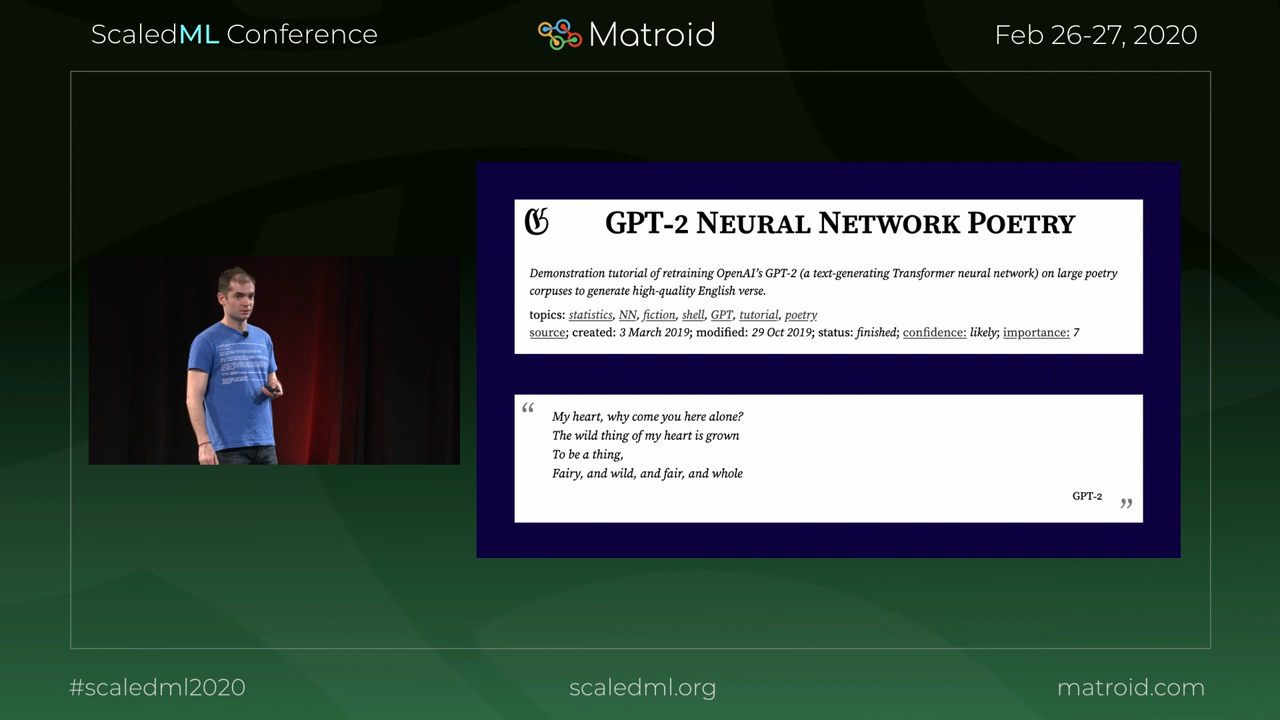 ScaledML Conference
Matroid
Feb 26-27, 2020
GPT-2 Neural Network Poetry
Demonstration tutorial of retraining OpenAI’s GPT-2 (a text-generating Transformer neural network) on large poetry
corpuses to generate high-quality English verse.
topics: statistics, NN, fiction, shell, GPT, tutorial, poetry
source; created: 3 March 2019; modified: 29 Oct 2019; status: finished; confidence: likely; importance: 7
“ My heart, why come you here alone?
The wild thing of my heart is grown
To be a thing,
Fairy, and wild, and fair, and whole
GPT-2 ”
#scaledml2020
scaledml.org
matroid.com